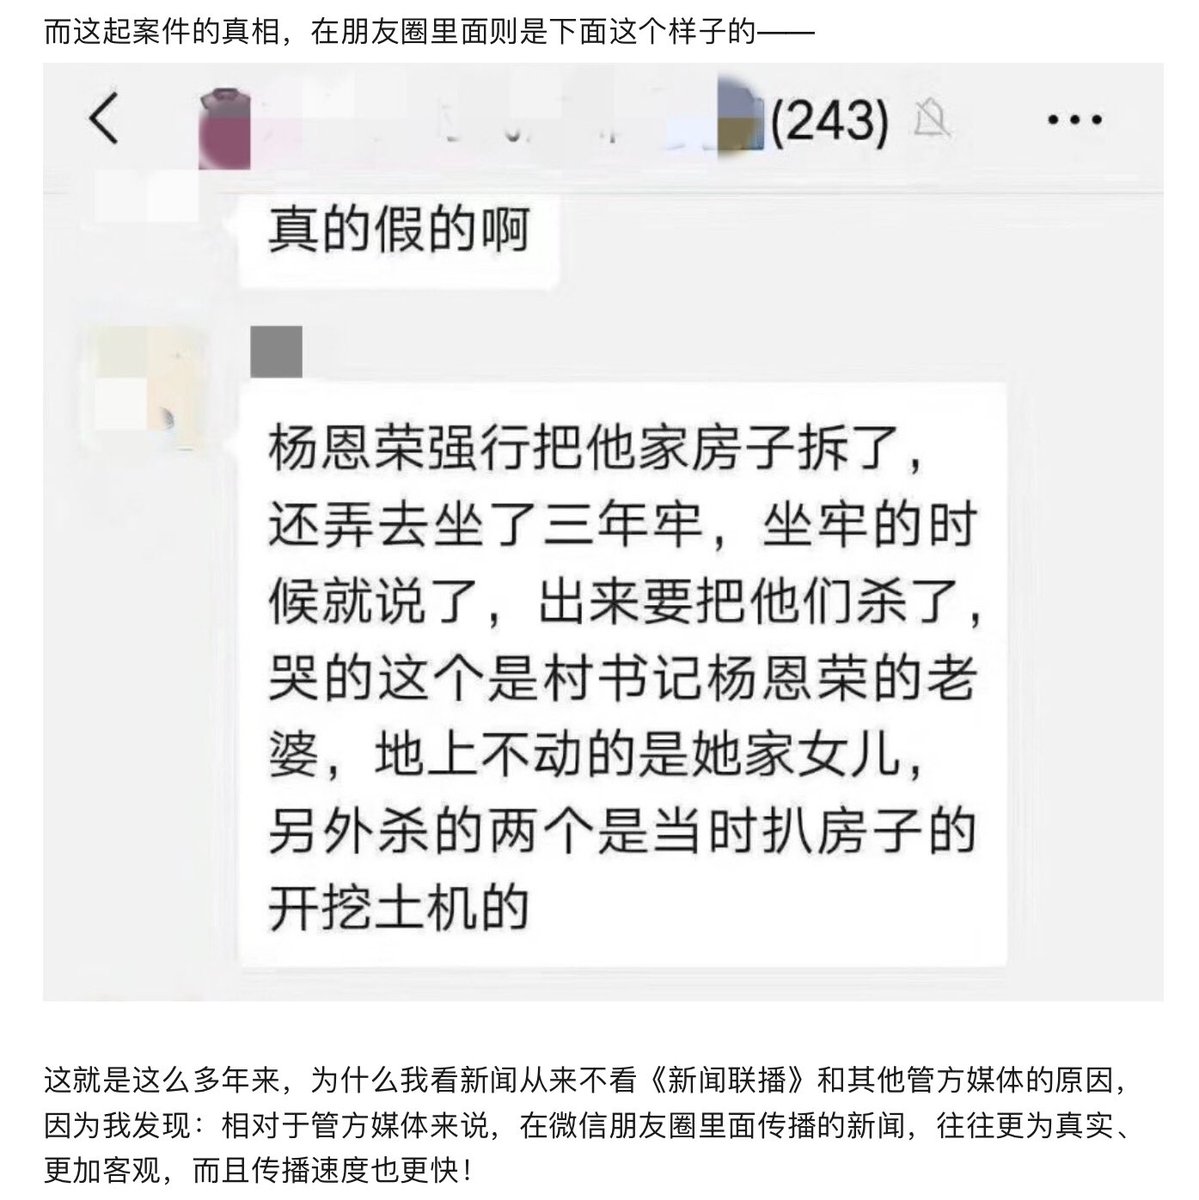 而这起案件的真相，在朋友圈里面则是下面这个样子的——
(243)
真的假的啊
杨恩荣强行把他家房子拆了，
还弄去坐了三年牢，坐牢的时
候就说了，出来要把他们杀了，
哭的这个是村书记杨恩荣的老
婆，地上不动的是她家女儿，
另外杀的两个是当时扒房子的
开挖土机的
这就是这么多年来，为什么我看新闻从来不看《新闻联播》和其他管方媒体的原因，
因为我发现：相对于管方媒体来说，在微信朋友圈里面传播的新闻，往往更为真实、
更加客观，而且传播速度也更快！